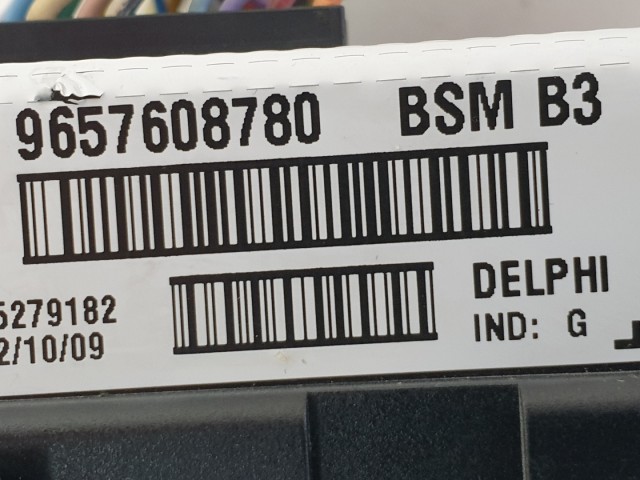 9657608780 BSM B3
DELPHI
5279182
IND: G
2/10/09